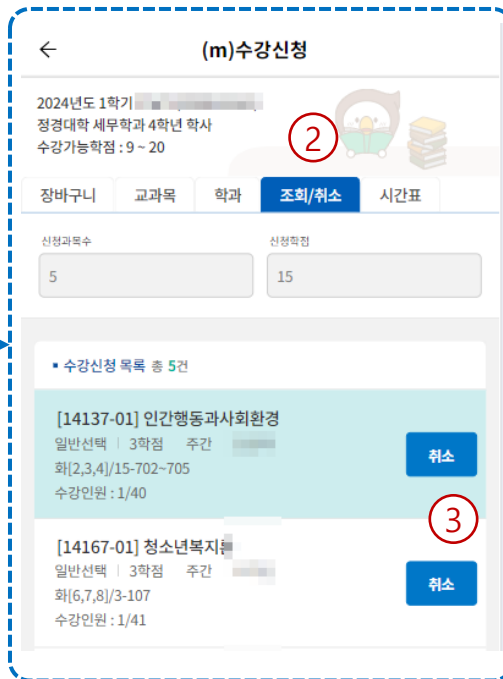 (m)수강신청
2024년도 1학기
정경대학 세무학과 4학년 학사
수강가능학점 : 9 ~ 20
②
장바구니 교과목 학과 조회/취소 시간표
신청과목수 신청학점
5 15
▪ 수강신청 목록 총 5건
[14137-01] 인간행동과사회환경
일반선택 | 3학점 주간
취소
화[2,3,4]/15-702~705
수강인원 : 1/40
③
[14167-01] 청소년복지론
일반선택 | 3학점 주간
취소
화[6,7,8]/3-107
수강인원 : 1/41